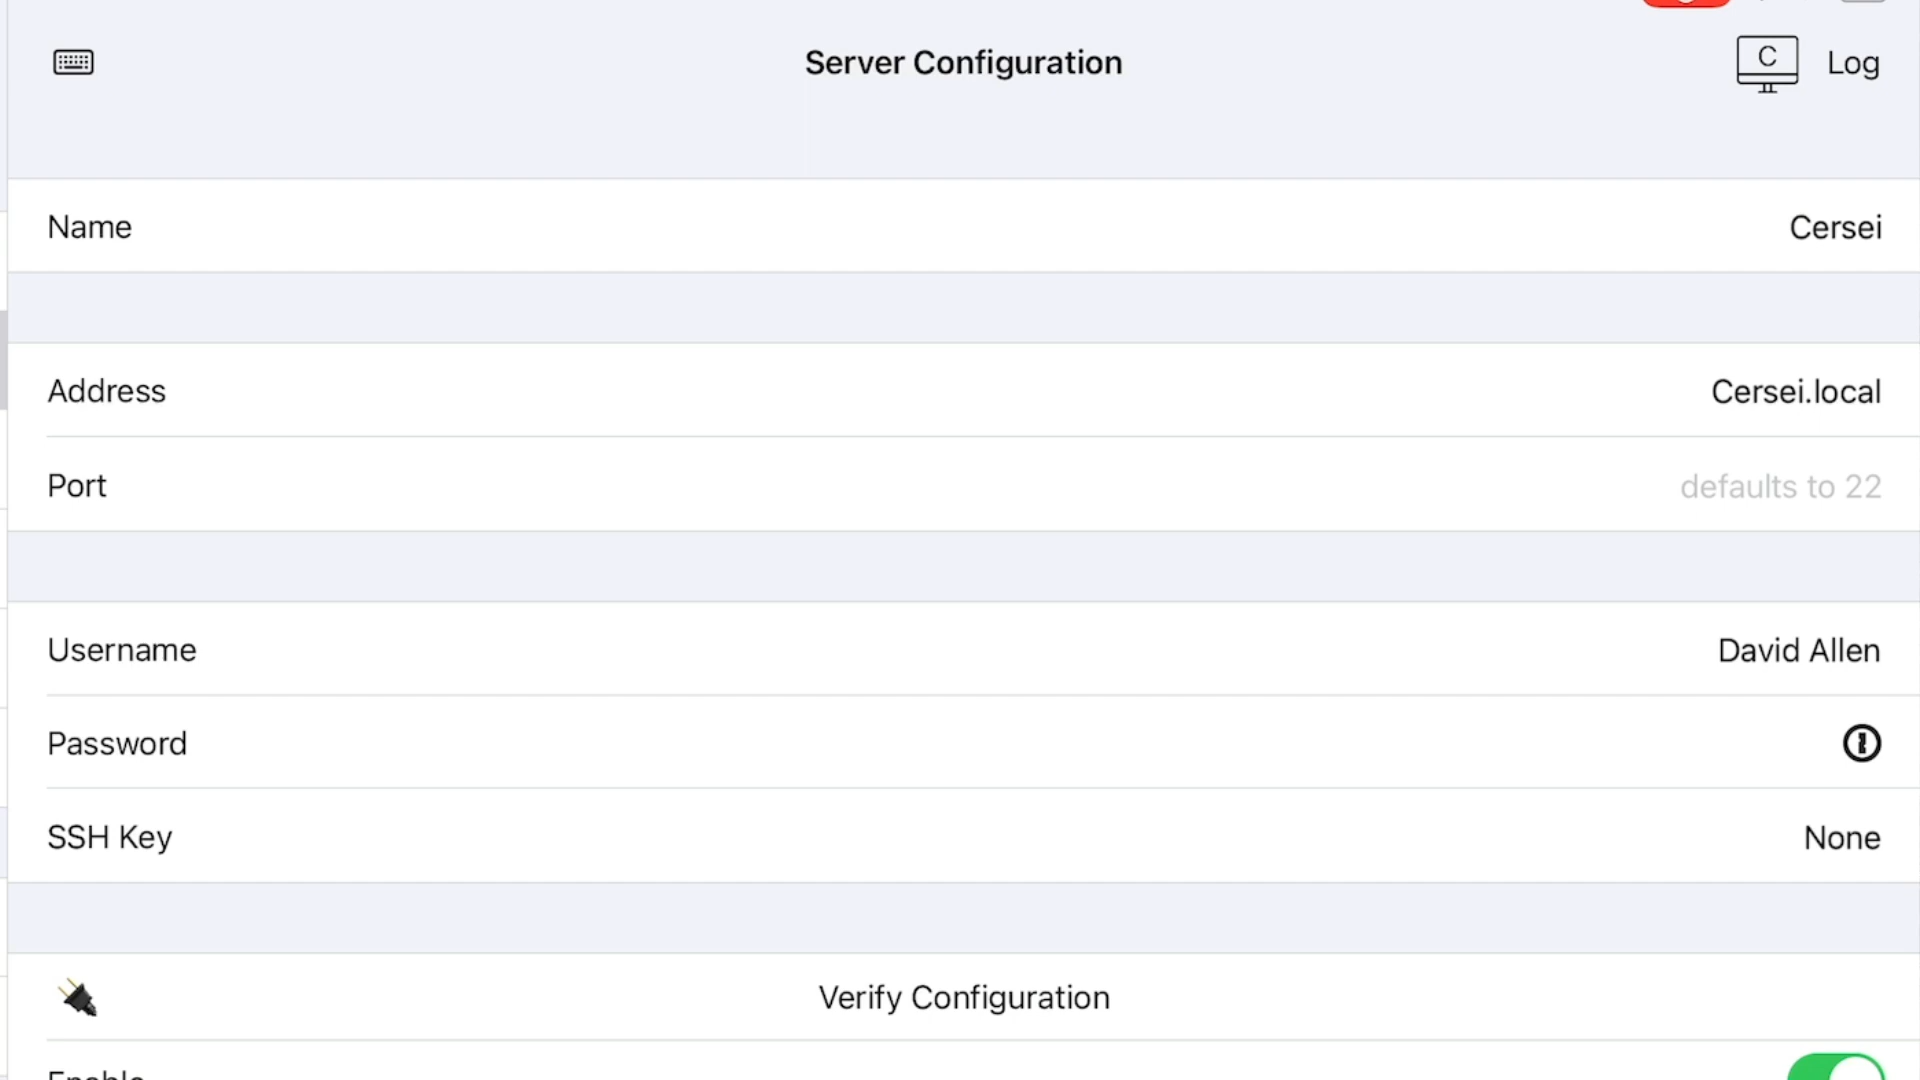 Server Configuration
C
Log
Name
Cersei
Address
Cersei.local
Port
defaults to 22
Username
David Allen
Password
SSH Key
None
Verify Configuration